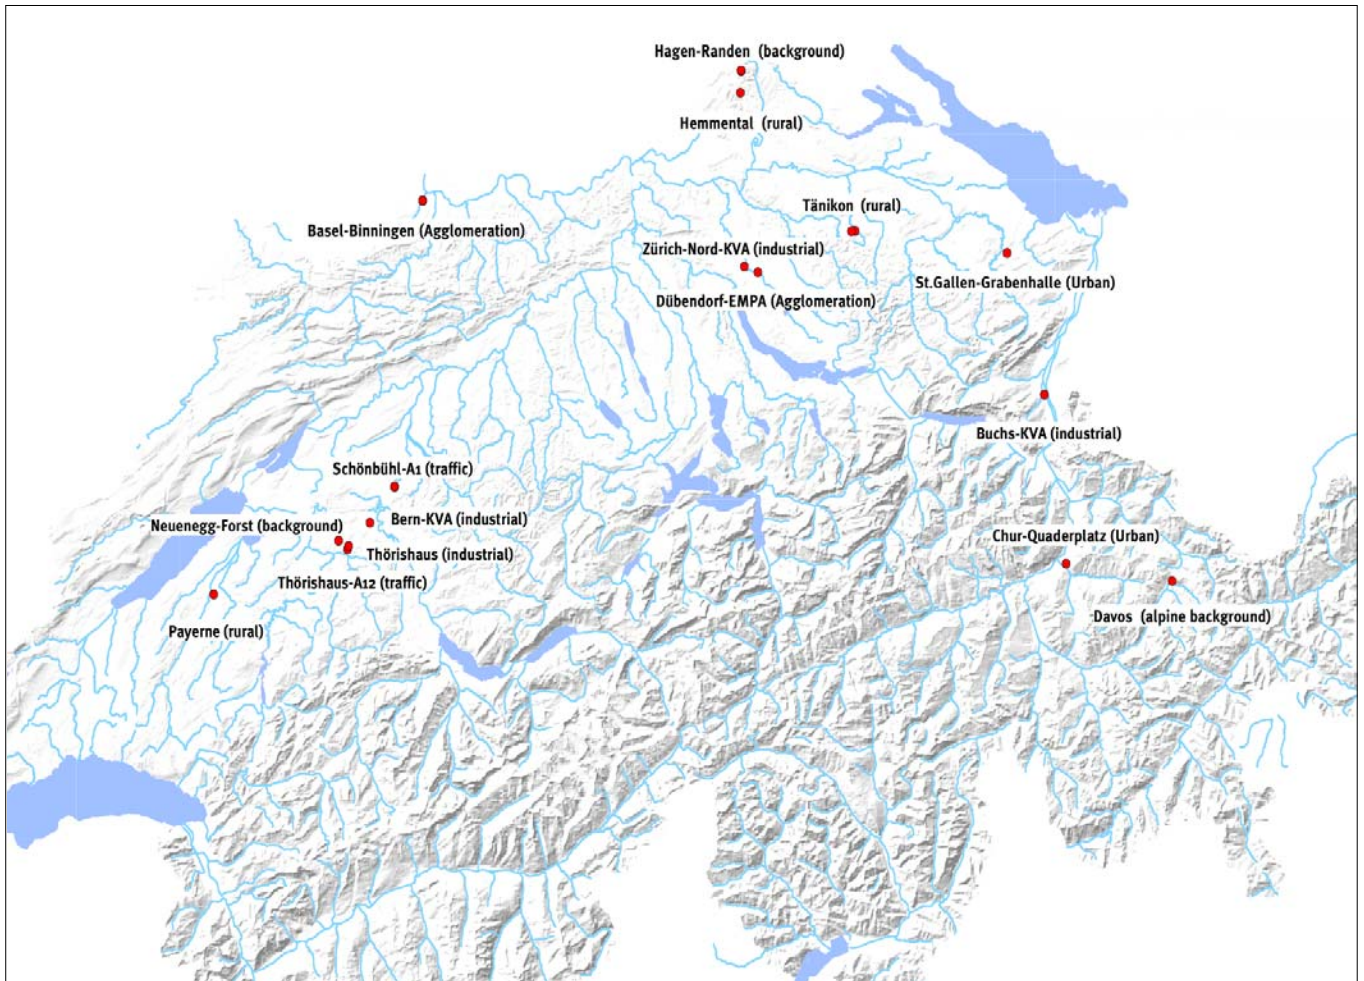 Hagen-Randen (background)
Hemmental (rural)
Tänikon (rural)
Basel-Binningen (Agglomeration)
Zürich-Nord-KVA (industrial)
St.Gallen-Grabenhalle (Urban)
Dübendorf-EMPA (Agglomeration)
Buchs-KVA (industrial)
Schönbühl-A1 (traffic)
Bern-KVA (industrial)
Neuenegg-Forst (background)
Chur-Quaderplatz (Urban)
Thörishaus (industrial)
Thörishaus-A12 (traffic)
Davos (alpine background)
Payerne (rural)